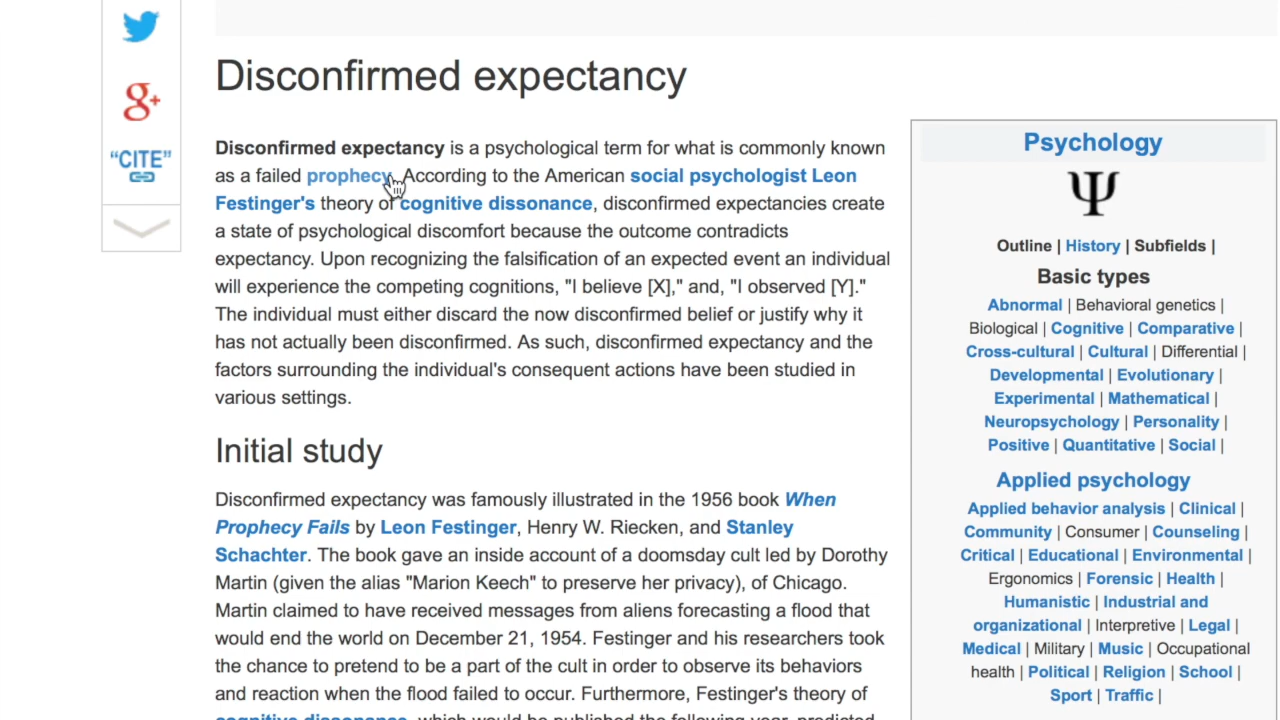 g+
“CITE”
Disconfirmed expectancy
Disconfirmed expectancy is a psychological term for what is commonly known
as a failed prophecy. According to the American social psychologist Leon
Festinger's theory of cognitive dissonance, disconfirmed expectancies create
a state of psychological discomfort because the outcome contradicts
expectancy. Upon recognizing the falsification of an expected event an individual
will experience the competing cognitions, "I believe [X]," and, "I observed [Y]."
The individual must either discard the now disconfirmed belief or justify why it
has not actually been disconfirmed. As such, disconfirmed expectancy and the
factors surrounding the individual's consequent actions have been studied in
various settings.
Initial study
Disconfirmed expectancy was famously illustrated in the 1956 book When
Prophecy Fails by Leon Festinger, Henry W. Riecken, and Stanley
Schachter. The book gave an inside account of a doomsday cult led by Dorothy
Martin (given the alias "Marion Keech" to preserve her privacy), of Chicago.
Martin claimed to have received messages from aliens forecasting a flood that
would end the world on December 21, 1954. Festinger and his researchers took
the chance to pretend to be a part of the cult in order to observe its behaviors
and reaction when the flood failed to occur. Furthermore, Festinger's theory of
cognitive dissonance, which would be published the following year, predicted
Psychology
Ψ
Outline | History | Subfields |
Basic types
Abnormal | Behavioral genetics |
Biological | Cognitive | Comparative |
Cross-cultural | Cultural | Differential |
Developmental | Evolutionary |
Experimental | Mathematical |
Neuropsychology | Personality |
Positive | Quantitative | Social |
Applied psychology
Applied behavior analysis | Clinical |
Community | Consumer | Counseling |
Critical | Educational | Environmental |
Ergonomics | Forensic | Health |
Humanistic | Industrial and
organizational | Interpretive | Legal |
Medical | Military | Music | Occupational
health | Political | Religion | School |
Sport | Traffic |